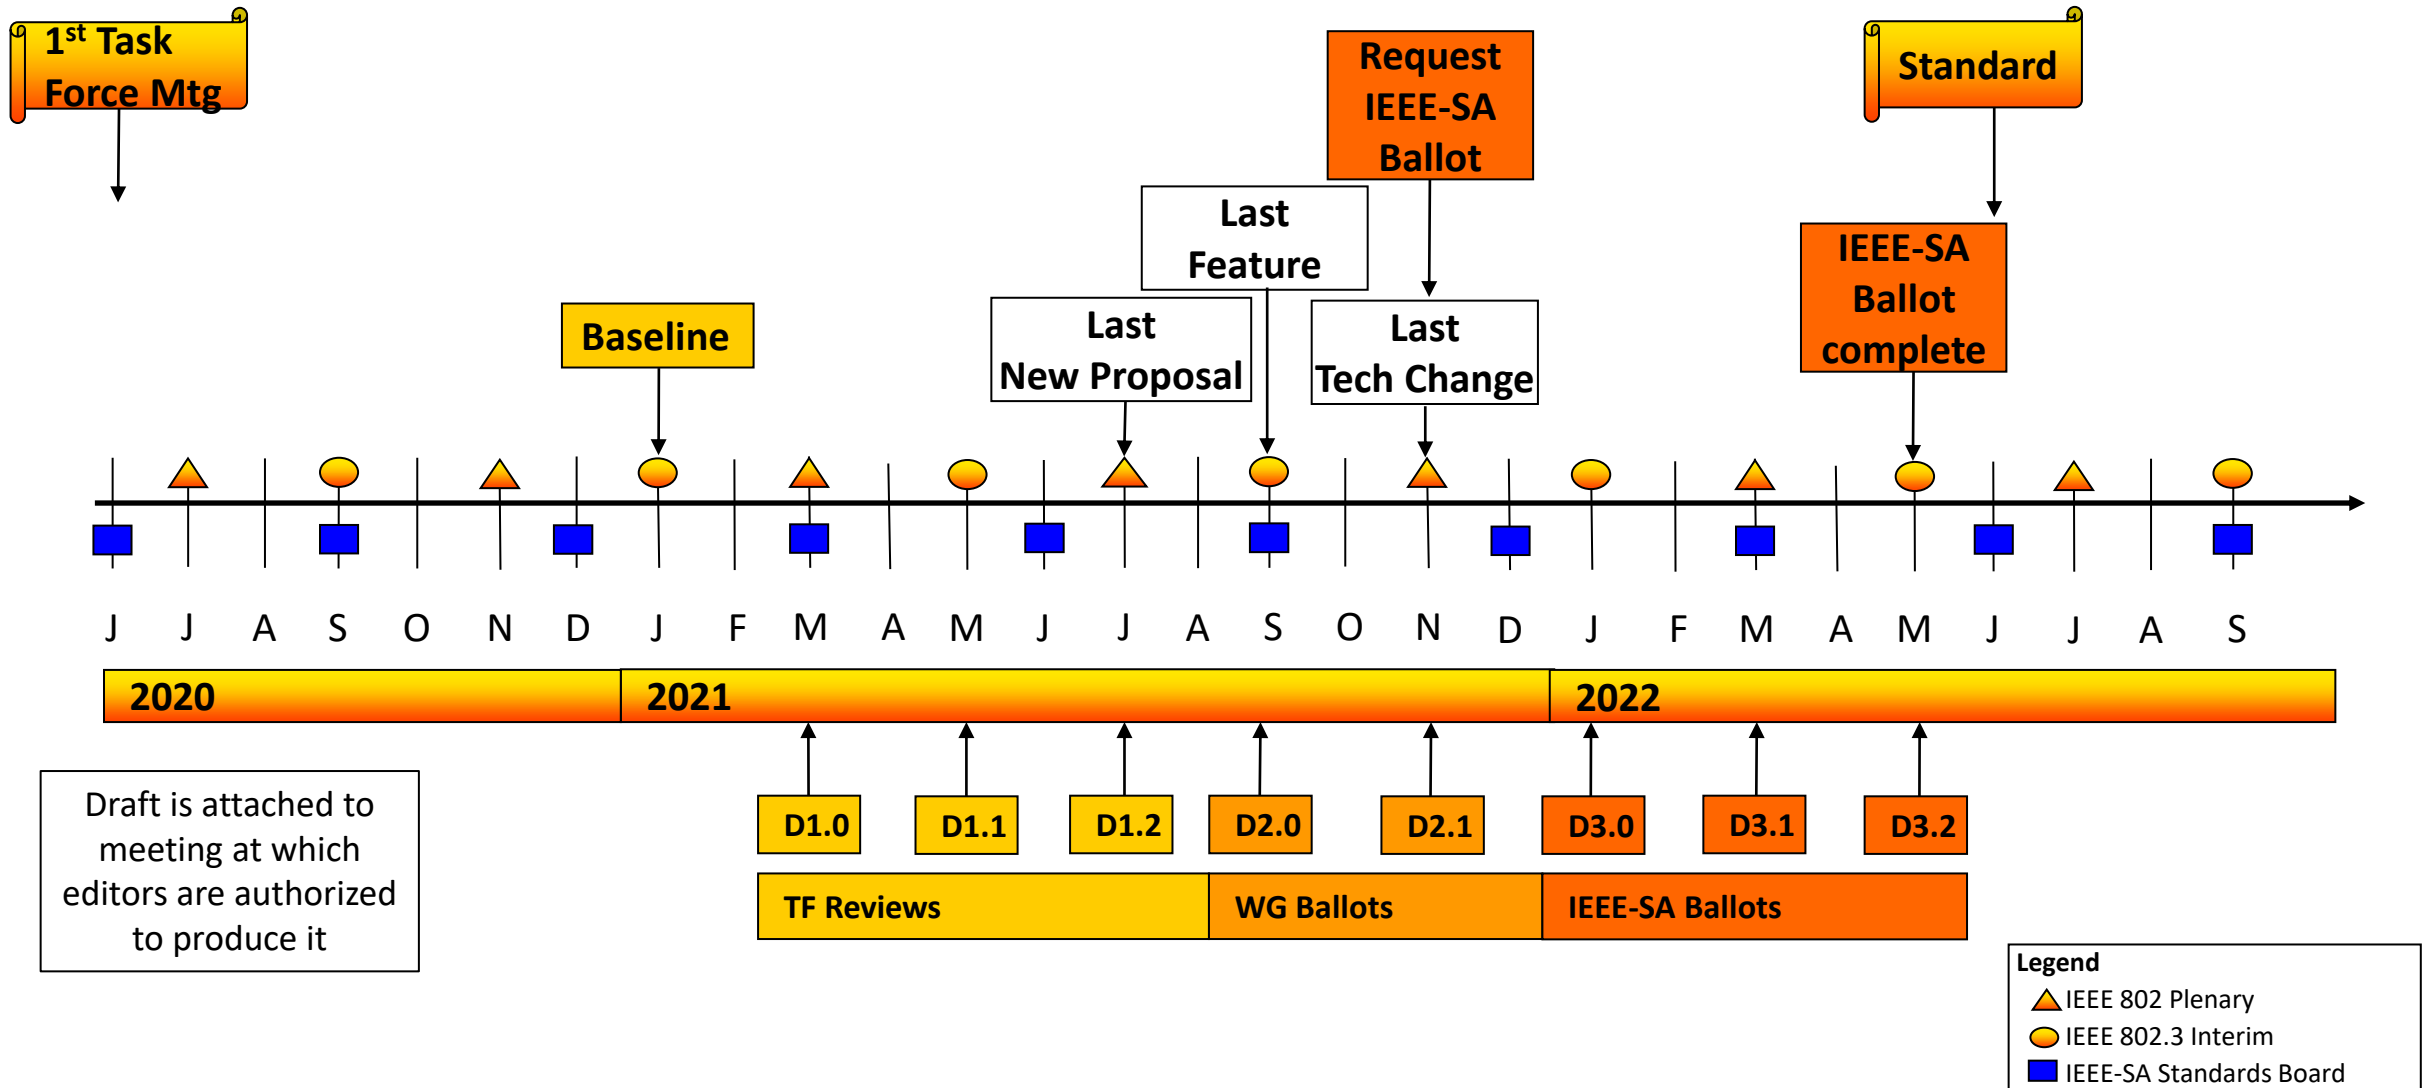 1st Task
Force Mtg
Request
IEEE-SA
Ballot
Standard
Last
Feature
IEEE-SA
Ballot
complete
Baseline
Last
New Proposal
Last
Tech Change
J J A S O N D J F M A M J J A S O N D J F M A M J J A S
2020 2021 2022
Draft is attached to
meeting at which
editors are authorized
to produce it
D1.0 D1.1 D1.2 D2.0 D2.1 D3.0 D3.1 D3.2
TF Reviews WG Ballots IEEE-SA Ballots
Legend
IEEE 802 Plenary
IEEE 802.3 Interim
IEEE-SA Standards Board